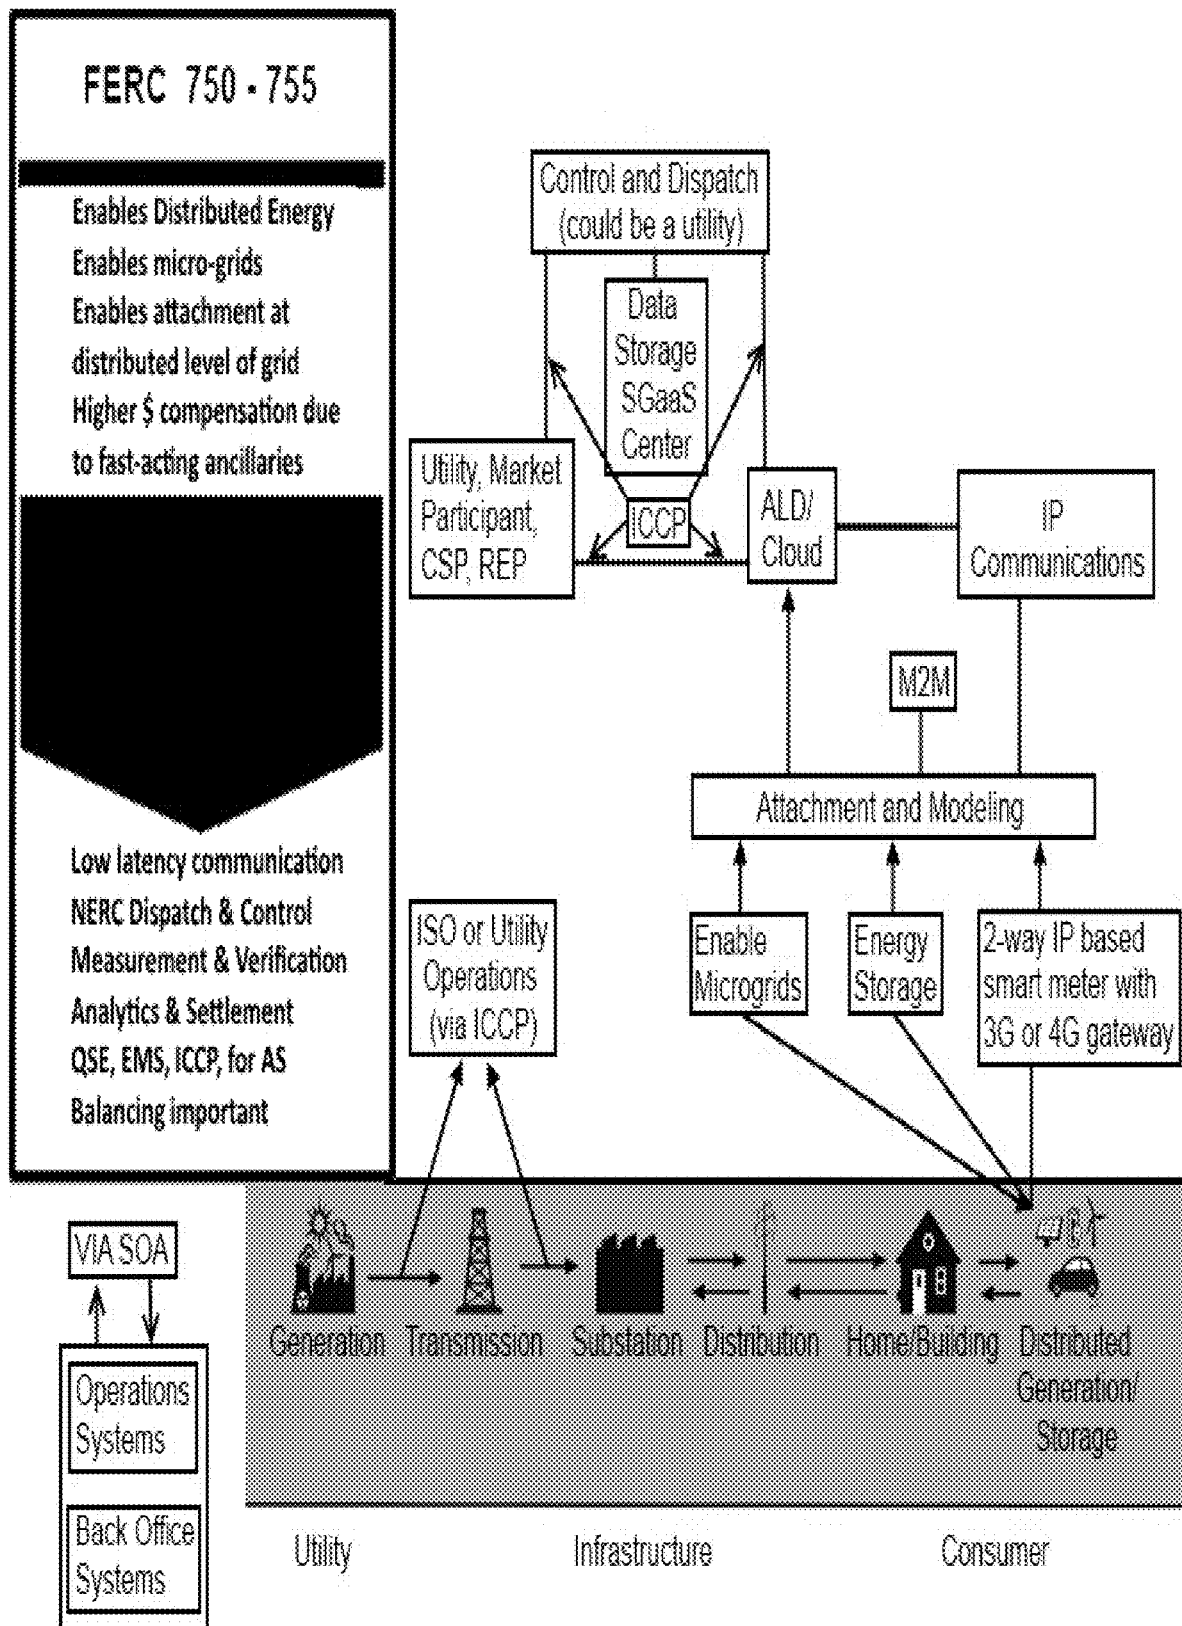 FERC 750 - 755
Enables Distributed Energy
Enables micro-grids
Enables attachment at
distributed level of grid
Higher $ compensation due
to fast-acting ancillaries
Low latency communication
NERC Dispatch & Control
Measurement & Verification
Analytics & Settlement
QSE, EMS, ICCP, for AS
Balancing important
Control and Dispatch
(could be a utility)
Data
Storage
SGaaS
Center
Utility, Market
Participant,
CSP, REP
ICCP
ALD/
Cloud
IP
Communications
M2M
Attachment and Modeling
ISO or Utility
Operations
(via ICCP)
Enable
Microgrids
Energy
Storage
2-way IP based
smart meter with
3G or 4G gateway
VIA SOA
Operations
Systems
Back Office
Systems
Generation
Transmission
Substation
Distribution
Home/Building
Distributed
Generation/
Storage
Utility
Infrastructure
Consumer